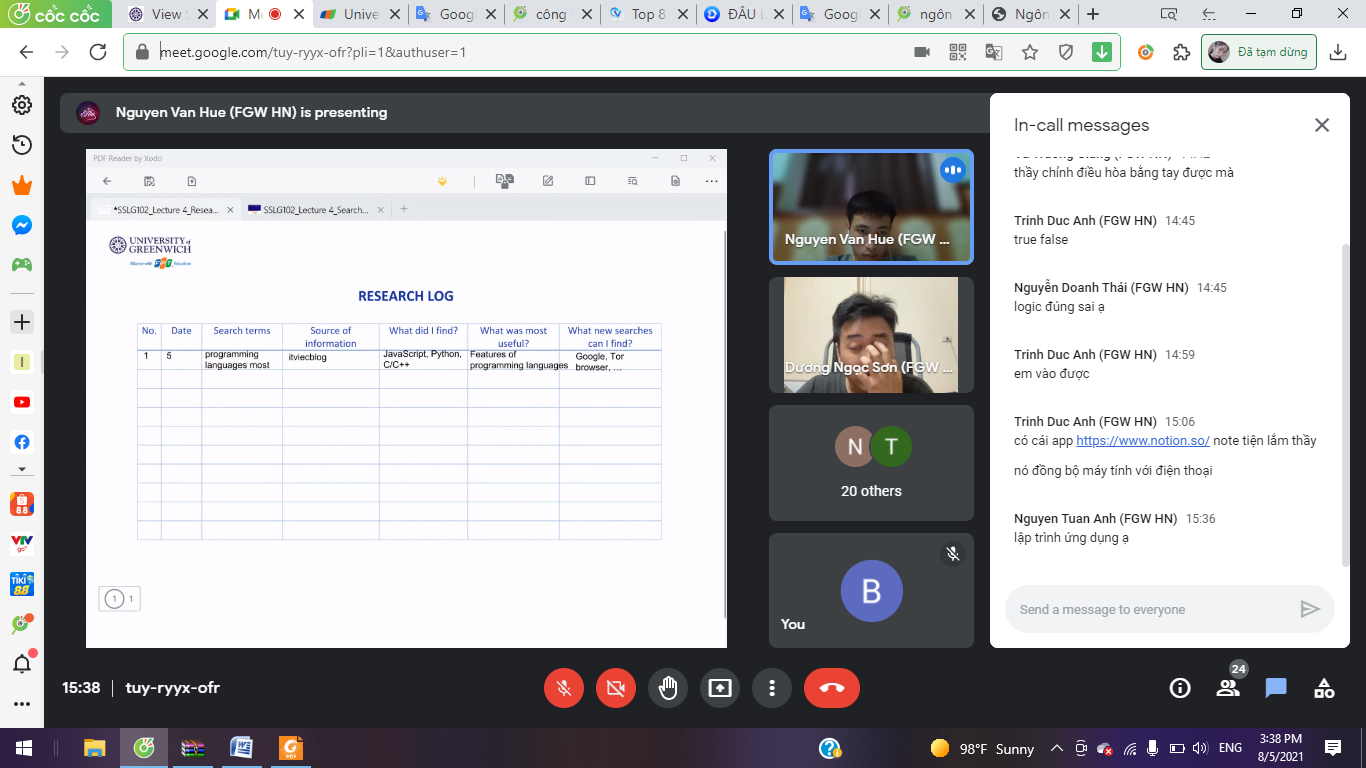 cốc cốc
View S
M
Unive
Googl
công
Top 8
ĐÂU L
Googl
ngôn
Ngôn
meet.google.com/tuy-ryyx-ofr?pli=1&authuser=1
Đã tạm dừng
Nguyen Van Hue (FGW HN) is presenting
PDF Reader by Xodo
*SSLG102_Lecture 4_Resea...
SSLG102_Lecture 4_Search...
UNIVERSITY of
GREENWICH
Alliance with FPT Education
RESEARCH LOG
No.
Date
Search terms
Source of
information
What did I find?
What was most
useful?
What new searches
can I find?
1
5
programming
languages most
itviecblog
JavaScript, Python,
C/C++
Features of
programming languages
Google, Tor
browser, ...
1 1
Nguyen Van Hue (FGW ...
Dương Ngọc Sơn (FGW ...
N T
20 others
B
You
In-call messages
thầy chỉnh điều hòa bằng tay được mà
Trinh Duc Anh (FGW HN) 14:45
true false
Nguyễn Doanh Thái (FGW HN) 14:45
logic đúng sai ạ
Trinh Duc Anh (FGW HN) 14:59
em vào được
Trinh Duc Anh (FGW HN) 15:06
có cái app https://www.notion.so/ note tiện lắm thầy
nó đồng bộ máy tính với điện thoại
Nguyen Tuan Anh (FGW HN) 15:36
lập trình ứng dụng ạ
Send a message to everyone
I
8.8
VTV
go
TIKI
88
15:38 | tuy-ryyx-ofr
24
98°F Sunny
ENG
3:38 PM
8/5/2021